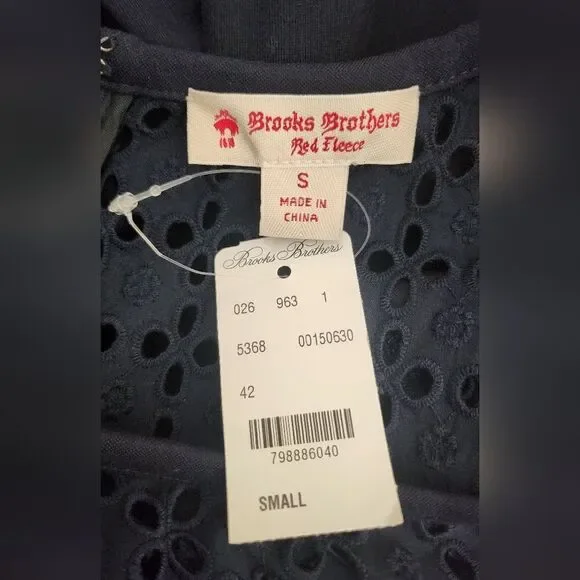 Brooks Brothers
Red Fleece
S
MADE IN
CHINA
Brooks Brothers
026 963 1
5368 00150630
42
798886040
SMALL